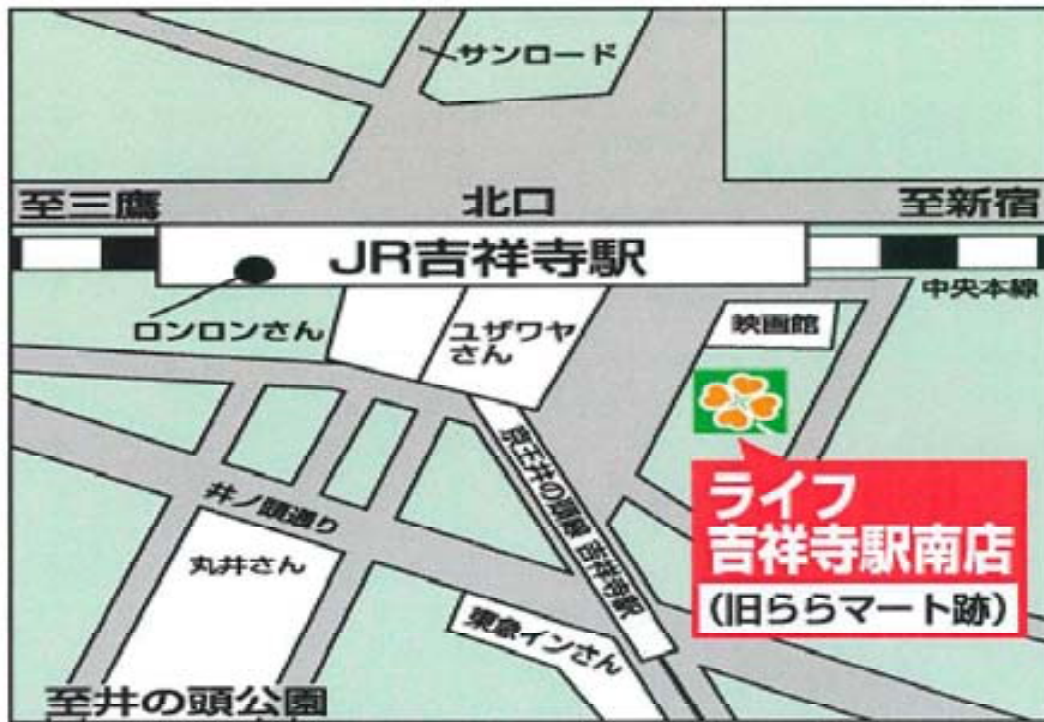 サンロード
至三鷹
北口
至新宿
JR吉祥寺駅
中央本線
ロンロンさん
ユザワヤ
さん
映画館
京王井の頭線 吉祥寺駅
ライフ
吉祥寺駅南店
(旧ららマート跡)
井ノ頭通り
丸井さん
東急インさん
至井の頭公園